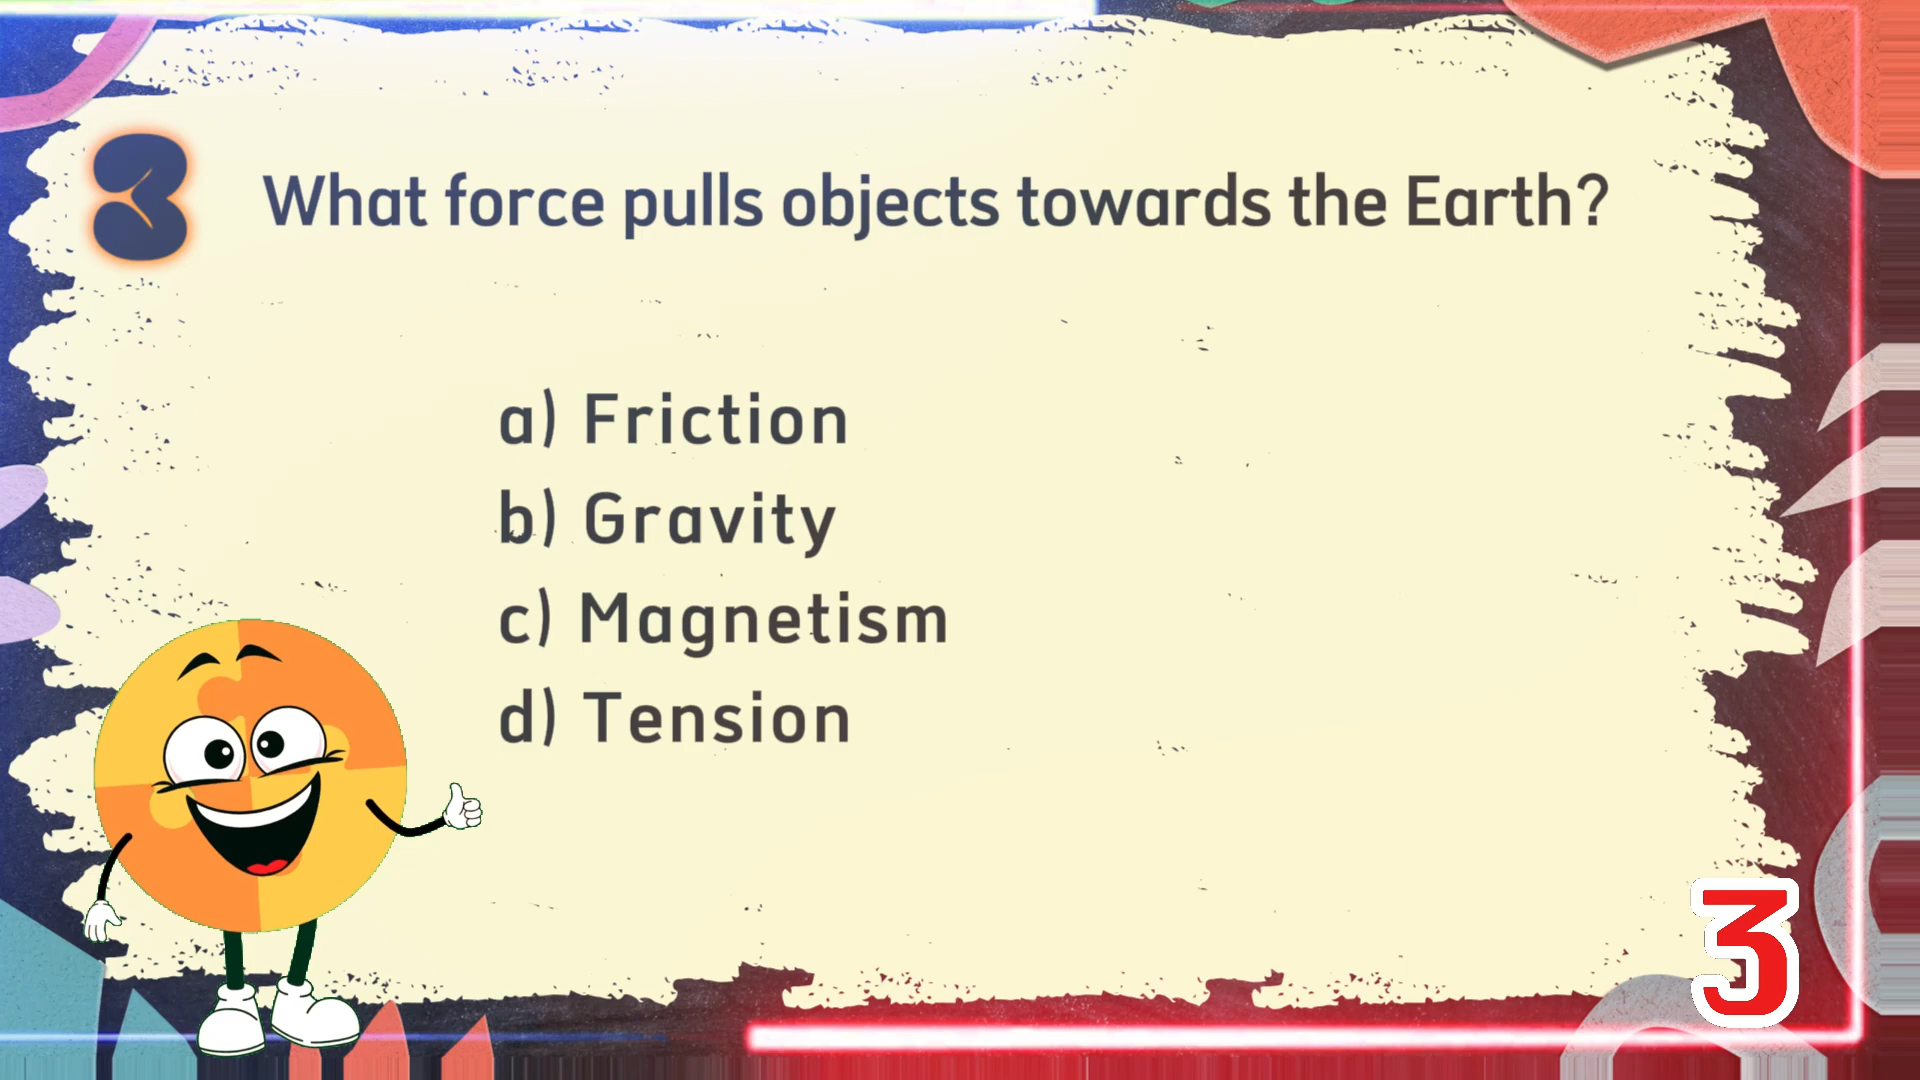 3 What force pulls objects towards the Earth?
a) Friction
b) Gravity
c) Magnetism
d) Tension
3